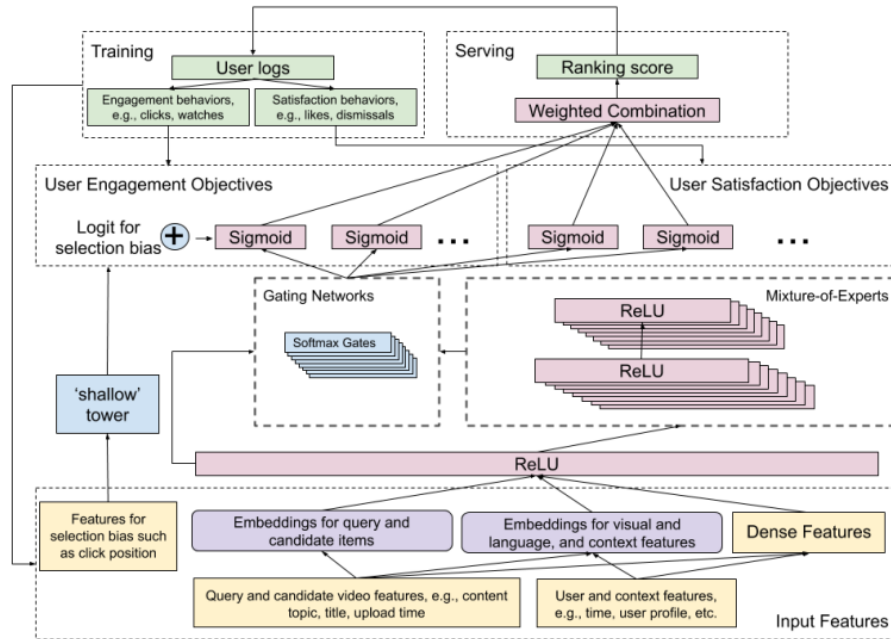 Training
User logs
Engagement behaviors,
e.g., clicks, watches
Satisfaction behaviors,
e.g., likes, dismissals
Serving
Ranking score
Weighted Combination
User Engagement Objectives
Logit for
selection bias
+
Sigmoid
Sigmoid
...
User Satisfaction Objectives
Sigmoid
Sigmoid
...
Gating Networks
Softmax Gates
Mixture-of-Experts
ReLU
ReLU
'shallow'
tower
ReLU
Features for
selection bias such
as click position
Embeddings for query and
candidate items
Embeddings for visual and
language, and context features
Dense Features
Query and candidate video features, e.g., content
topic, title, upload time
User and context features,
e.g., time, user profile, etc.
Input Features